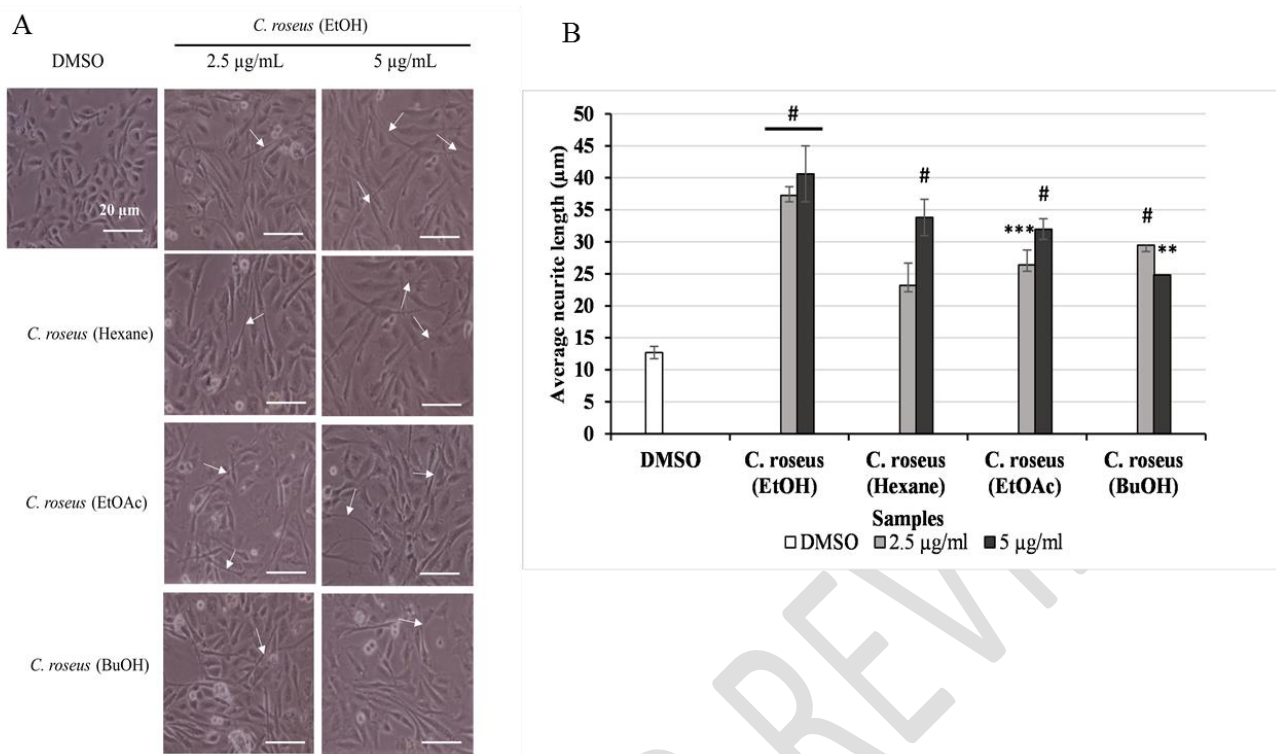 A
C. roseus (EtOH)
DMSO
2.5 µg/mL
5 µg/mL
20 µm
C. roseus (Hexane)
C. roseus (EtOAc)
C. roseus (BuOH)
B
Average neurite length (µm)
50
45
40
35
30
25
20
15
10
5
0
#
#
***
#
#
**
DMSO
C. roseus (EtOH)
C. roseus (Hexane)
C. roseus (EtOAc)
C. roseus (BuOH)
Samples
DMSO 2.5 µg/ml 5 µg/ml